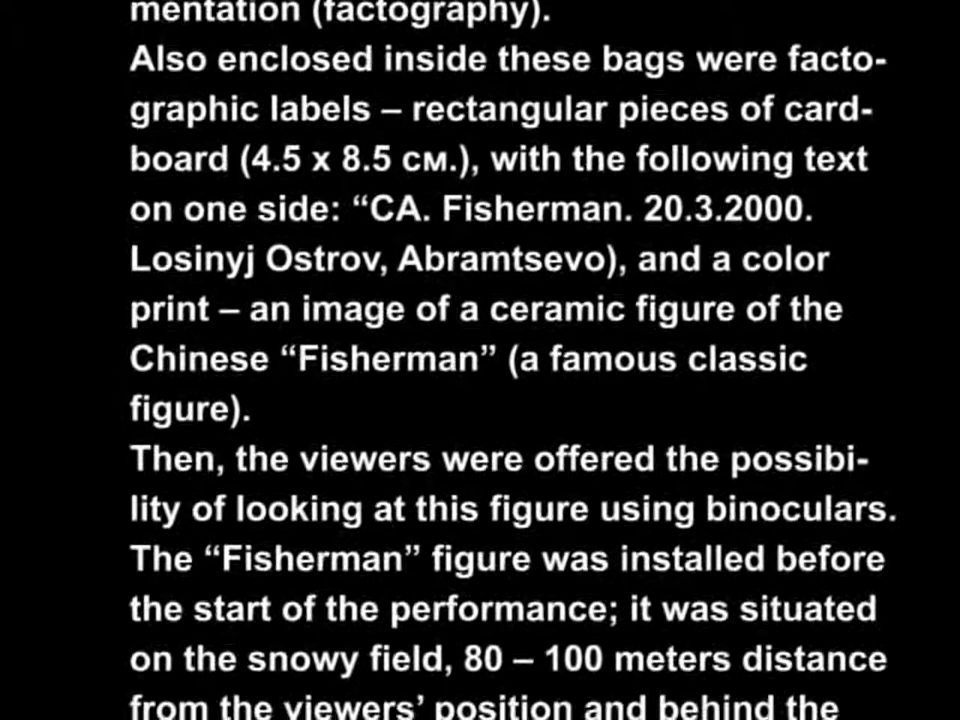 mentation (factography).
Also enclosed inside these bags were facto-
graphic labels – rectangular pieces of card-
board (4.5 x 8.5 см.), with the following text
on one side: “CA. Fisherman. 20.3.2000.
Losinyj Ostrov, Abramtsevo), and a color
print – an image of a ceramic figure of the
Chinese “Fisherman” (a famous classic
figure).
Then, the viewers were offered the possibi-
lity of looking at this figure using binoculars.
The “Fisherman” figure was installed before
the start of the performance; it was situated
on the snowy field, 80 – 100 meters distance
from the viewers’ position and behind the